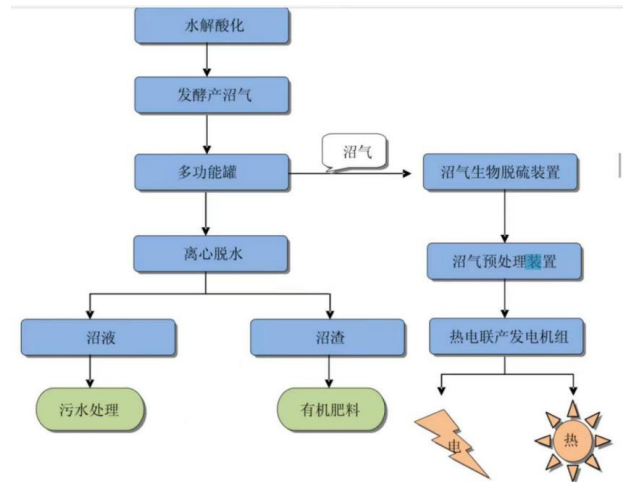 水解酸化
发酵产沼气
沼气
多功能罐
沼气生物脱硫装置
离心脱水
沼气预处理装置
沼液
沼渣
热电联产发电机组
污水处理
有机肥料
电
热